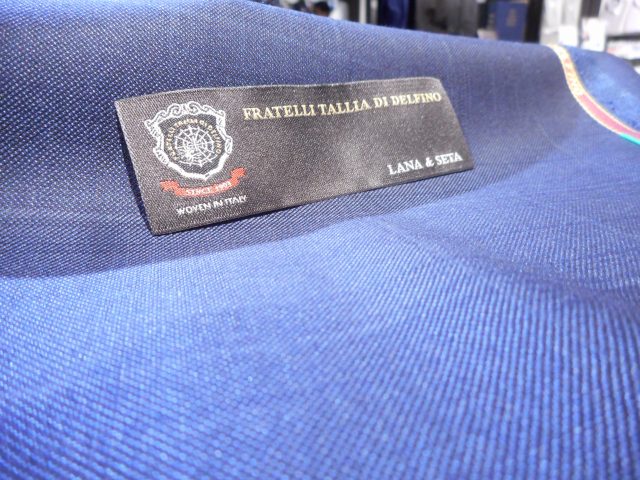 FRATELLI TALLIA DI DELFINO
LANA & SETA
SINCE 1903
WOVEN IN ITALY